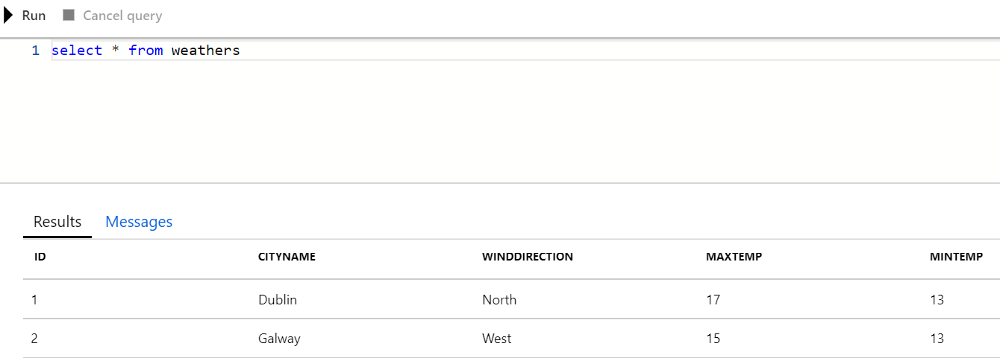 Run Cancel query
1 select * from weathers
Results Messages
ID CITYNAME WINDDIRECTION MAXTEMP MINTEMP
1 Dublin North 17 13
2 Galway West 15 13